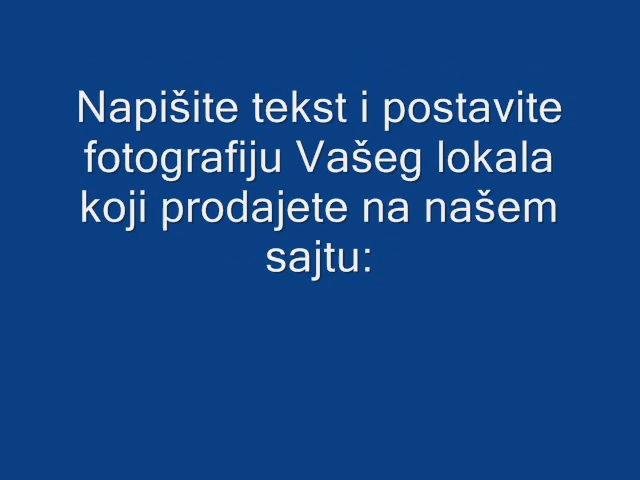 Napišite tekst i postavite
fotografiju Vašeg lokala
koji prodajete na našem
sajtu: